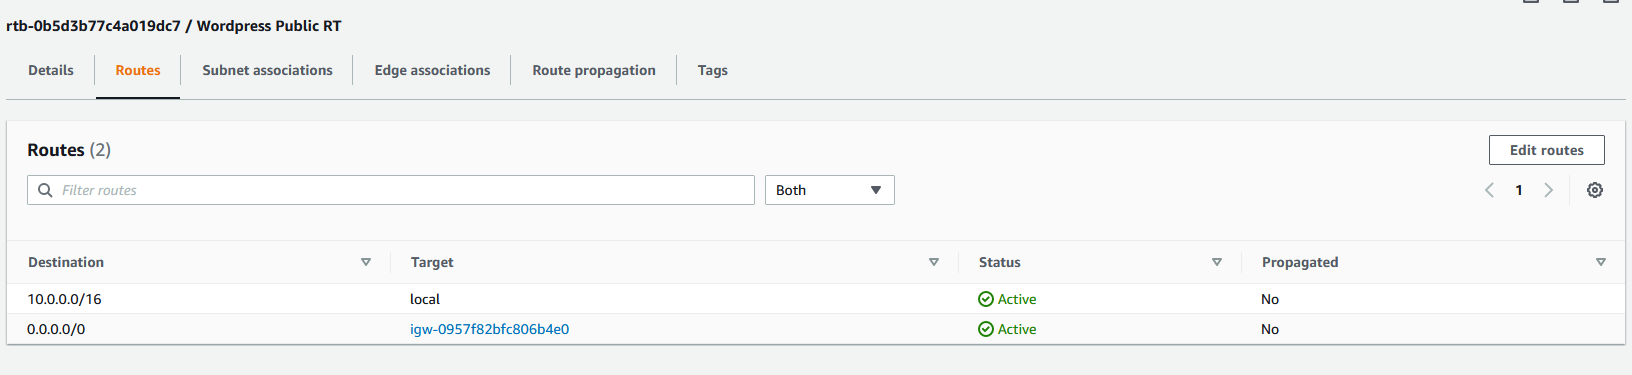 rtb-0b5d3b77c4a019dc7 / Wordpress Public RT
Details Routes Subnet associations Edge associations Route propagation Tags
Routes (2) Edit routes
Filter routes Both 1
Destination Target Status Propagated
10.0.0.0/16 local Active No
0.0.0.0/0 igw-0957f82bfc806b4e0 Active No